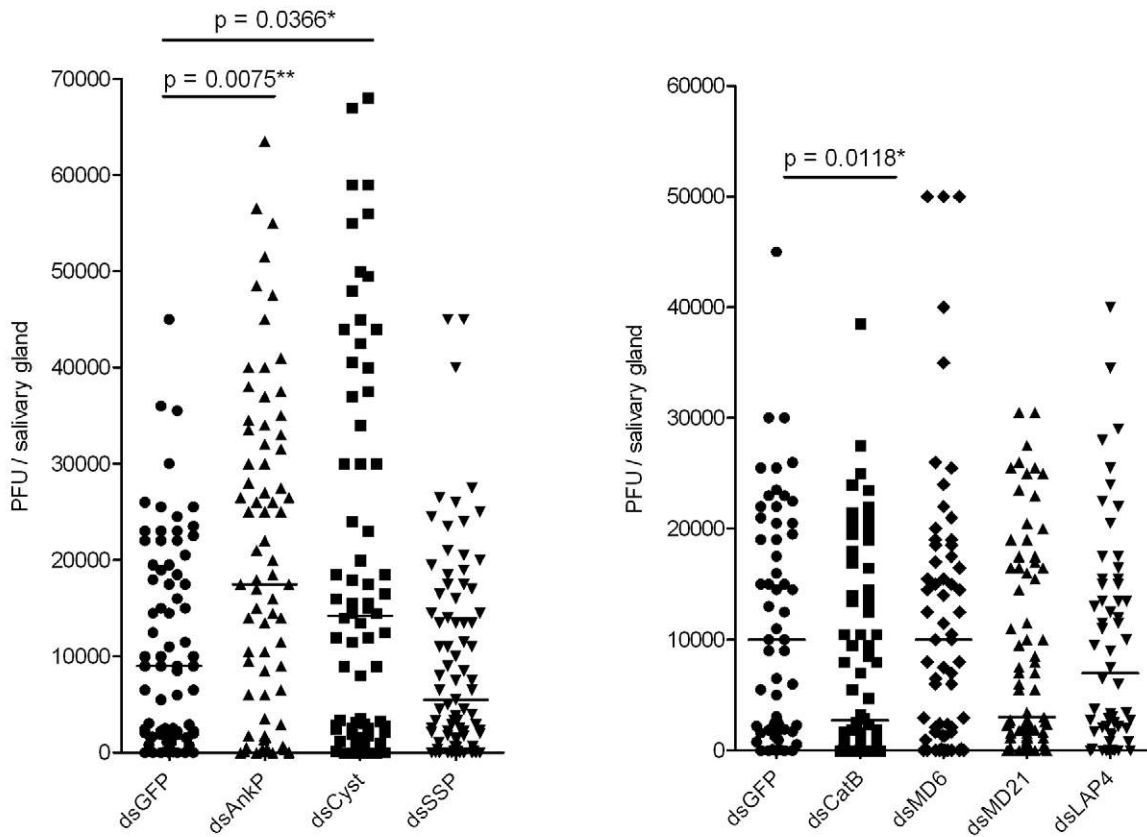 p = 0.0366*
p = 0.0075**
PFU / salivary gland
70000
60000
50000
40000
30000
20000
10000
0
dsGFP
dsAnkP
dsCyst
dsSSP
p = 0.0118*
PFU / salivary gland
60000
50000
40000
30000
20000
10000
0
dsGFP
dsCatB
dsMD6
dsMD21
dsLAP4